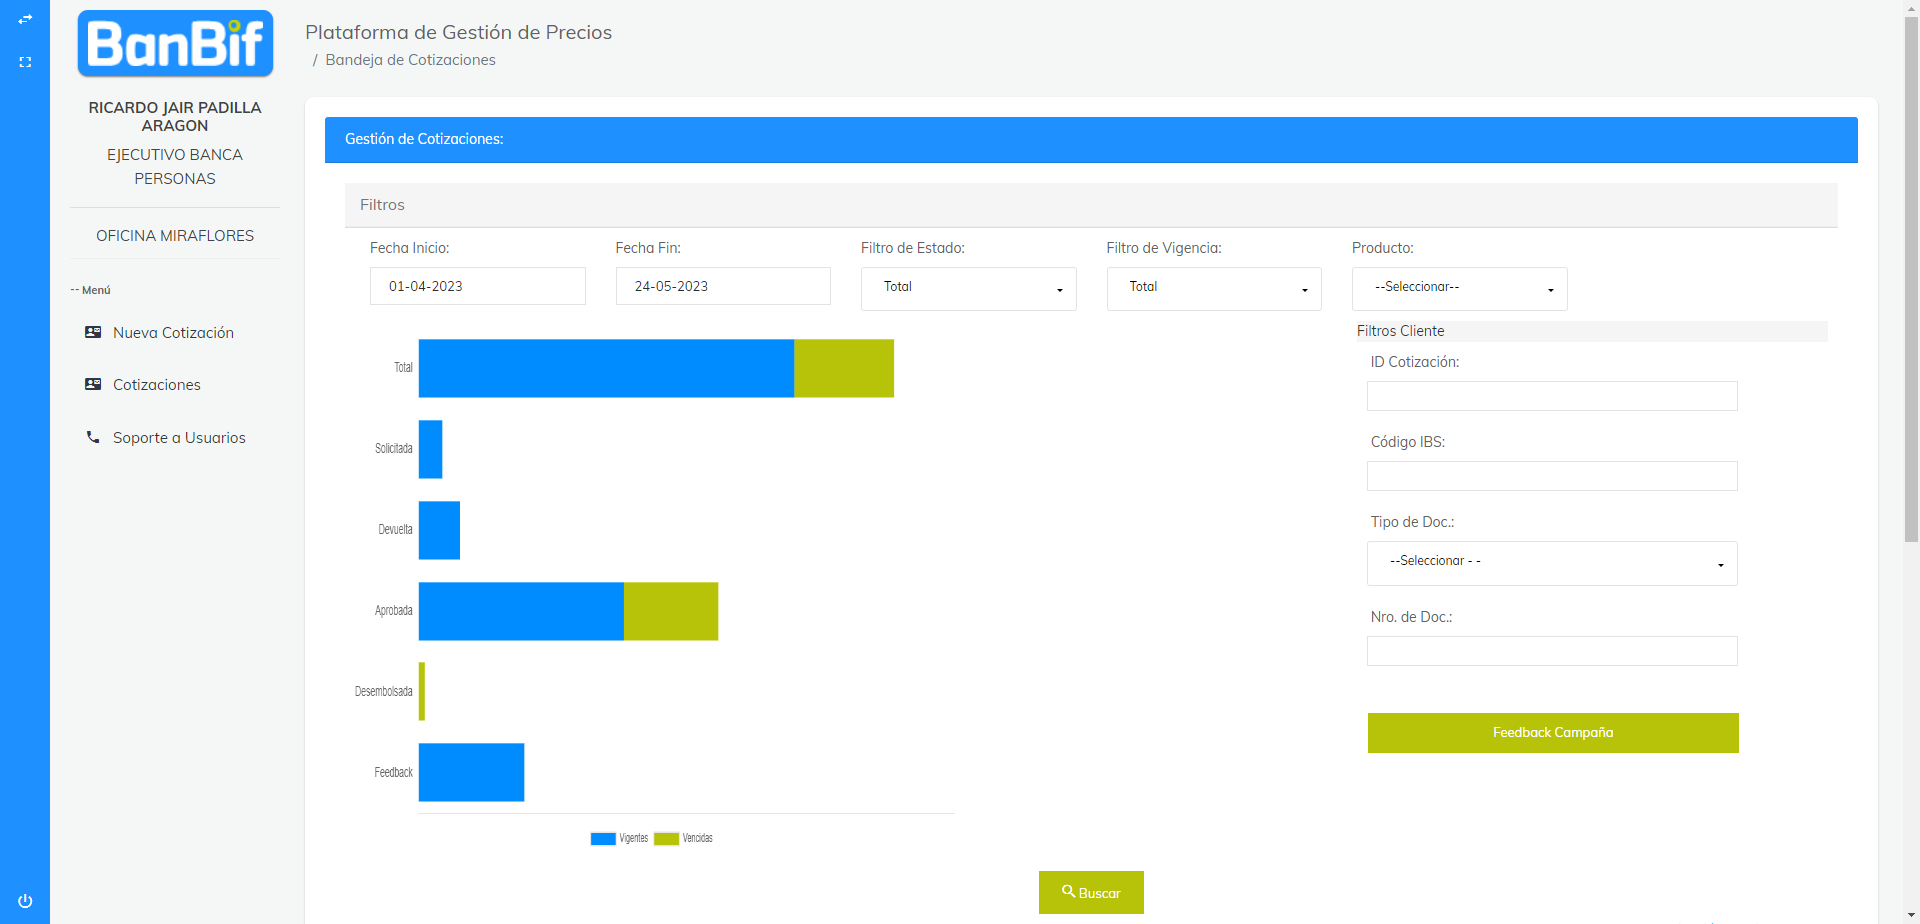 BanBif
RICARDO JAIR PADILLA
ARAGON
EJECUTIVO BANCA
PERSONAS
OFICINA MIRAFLORES
-- Menú
Nueva Cotización
Cotizaciones
Soporte a Usuarios
Plataforma de Gestión de Precios
/ Bandeja de Cotizaciones
Gestión de Cotizaciones:
Filtros
Fecha Inicio: Fecha Fin: Filtro de Estado: Filtro de Vigencia: Producto:
01-04-2023 24-05-2023 Total Total --Seleccionar--
Total
Solicitada
Devuelta
Aprobada
Desembolsada
Feedback
Vigentes Vencidas
Filtros Cliente
ID Cotización:
Código IBS:
Tipo de Doc.:
--Seleccionar - -
Nro. de Doc.:
Feedback Campaña
Buscar